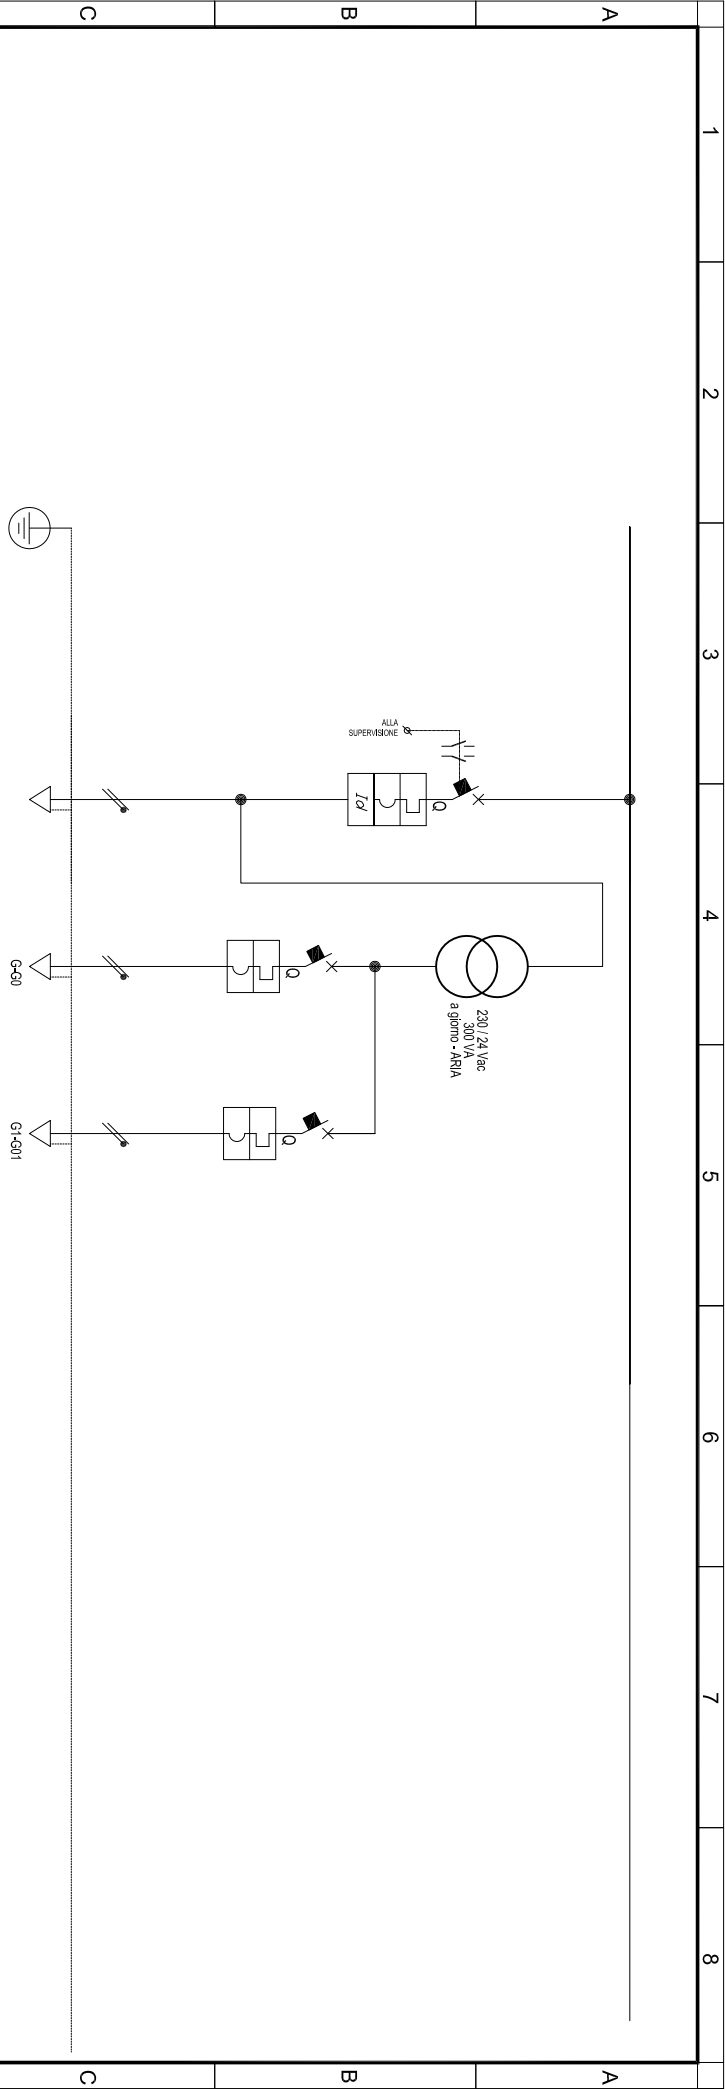 1
2
3
4
5
6
7
8
A
B
C
A
B
C
ALLA
SUPERVISIONE
Q
Id
230 / 24 Vac
300 VA
a giorno - ARIA
Q
Q
G-G0
G1-G01